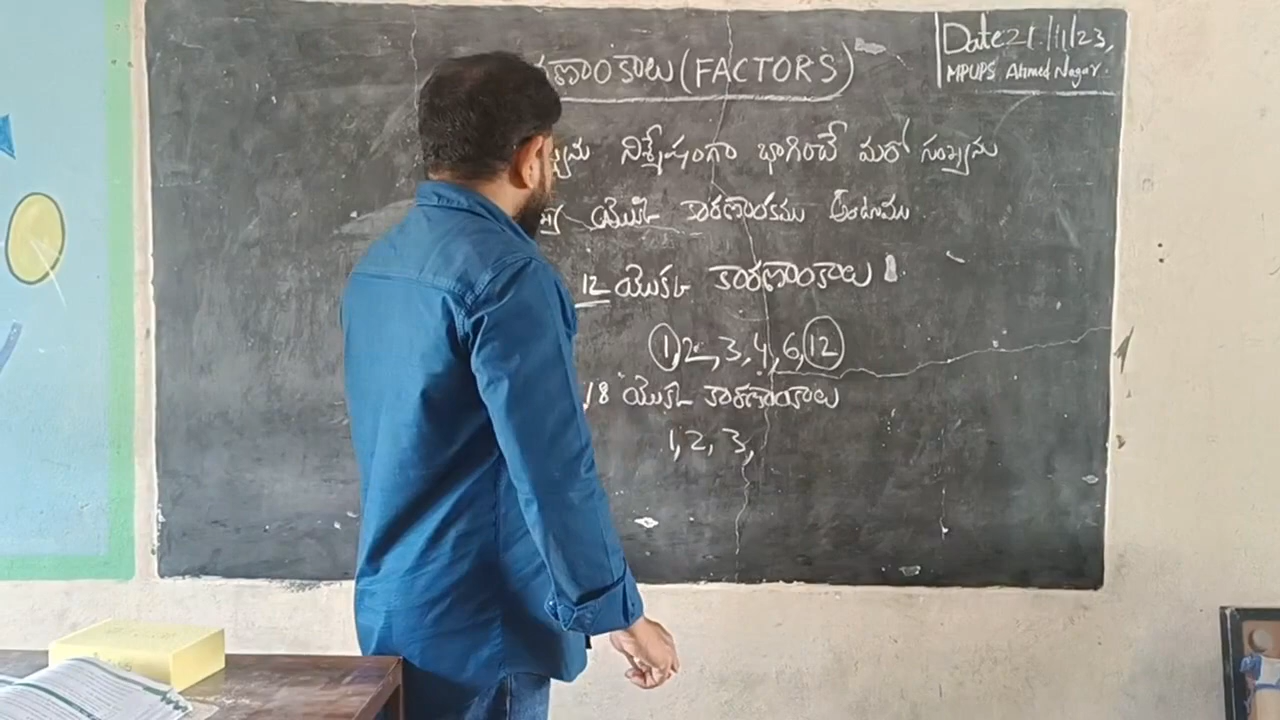 ణాంకాలు (FACTORS)
Date 21/11/23,
MPUPS Ahmed Nagar.
నిశ్శేషంగా భాగించే మరో సంఖ్యను
యొక్క కారణాంకము అంటాము
12 యొక్క కారణాంకాలు
1, 2, 3, 4, 6, 12
18 యొక్క కారణాంకాలు
1, 2, 3,